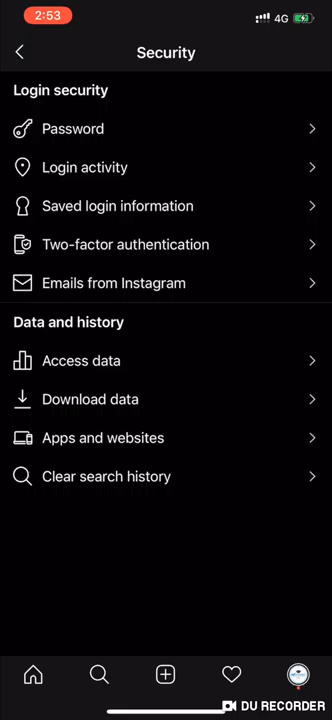 2:53
4G
Security
Login security
Password
Login activity
Saved login information
Two-factor authentication
Emails from Instagram
Data and history
Access data
Download data
Apps and websites
Clear search history
DU RECORDER